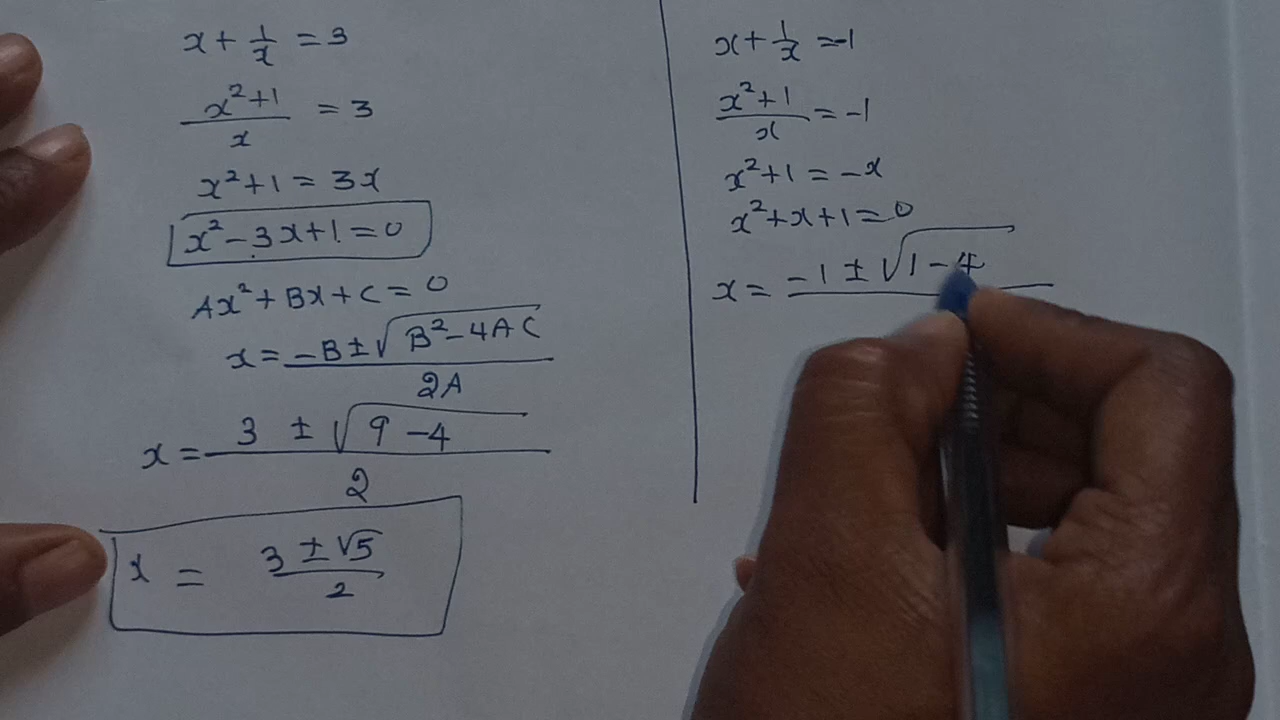 x + 1/x = 3
x²+1/x = 3
x²+1 = 3x
x²-3x+1=0
Ax²+Bx+C=0
x = -B±√B²-4AC/2A
x = 3 ± √9-4/2
x = 3±√5/2
x + 1/x = -1
x²+1/x = -1
x²+1 = -x
x²+x+1=0
x = -1 ± √1-4